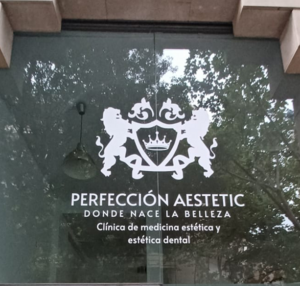 PERFECCIÓN AESTETIC
DONDE NACE LA BELLEZA
Clínica de medicina estética y
estética dental